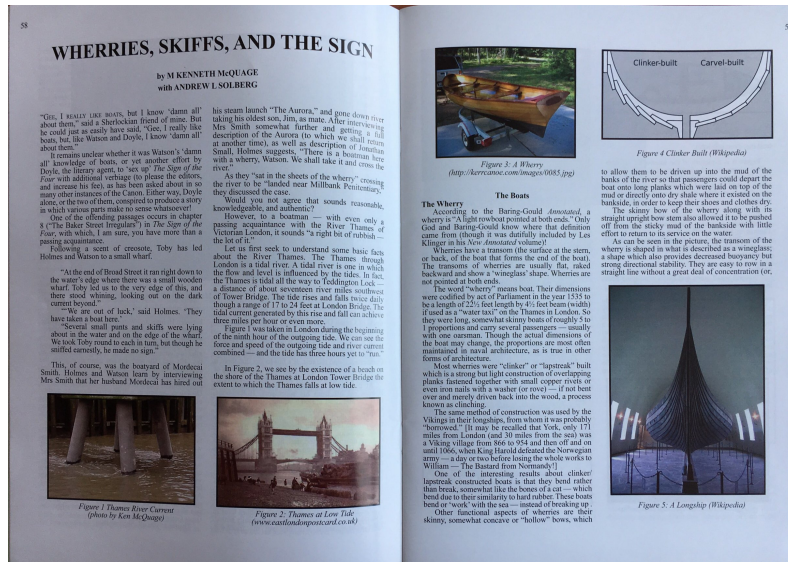 58
WHERRIES, SKIFFS, AND THE SIGN
by M KENNETH McQUAGE
with ANDREW L SOLBERG
“GEE, I REALLY LIKE BOATS, but I know ‘damn all’
about them,” said a Sherlockian friend of mine. But
he could just as easily have said, “Gee, I really like
boats, but, like Watson and Doyle, I know ‘damn all’
about them.”
It remains unclear whether it was Watson’s ‘damn
all’ knowledge of boats, or yet another effort by
Doyle, the literary agent, to ‘sex up’ The Sign of the
Four with additional verbiage (to please the editors,
and increase his fee), as has been asked about in so
many other instances of the Canon. Either way, Doyle
alone, or the two of them, conspired to produce a story
in which various parts make no sense whatsoever!
One of the offending passages occurs in chapter
8 (“The Baker Street Irregulars”) in The Sign of the
Four, with which, I am sure, you have more than a
passing acquaintance.
Following a scent of creosote, Toby has led
Holmes and Watson to a small wharf.
“At the end of Broad Street it ran right down to
the water’s edge where there was a small wooden
wharf. Toby led us to the very edge of this, and
there stood whining, looking out on the dark
current beyond.”
“‘We are out of luck,’ said Holmes. ‘They
have taken a boat here.’
“Several small punts and skiffs were lying
about in the water and on the edge of the wharf.
We took Toby round to each in turn, but though he
sniffed earnestly, he made no sign.”
This, of course, was the boatyard of Mordecai
Smith. Holmes and Watson learn by interviewing
Mrs Smith that her husband Mordecai has hired out
Figure 1 Thames River Current
(photo by Ken McQuage)
his steam launch “The Aurora,” and gone down river
taking his oldest son, Jim, as mate. After interviewing
Mrs Smith somewhat further and getting a full
description of the Aurora (to which we shall return
at another time), as well as description of Jonathan
Small, Holmes suggests, “There is a boatman here
with a wherry, Watson. We shall take it and cross the
river.”
As they “sat in the sheets of the wherry” crossing
the river to be “landed near Millbank Penitentiary,”
they discussed the case.
Would you not agree that sounds reasonable,
knowledgeable, and authentic?
However, to a boatman — with even only a
passing acquaintance with the River Thames of
Victorian London, it sounds “a right bit of rubbish —
the lot of it.”
Let us first seek to understand some basic facts
about the River Thames. The Thames through
London is a tidal river. A tidal river is one in which
the flow and level is influenced by the tides. In fact,
the Thames is tidal all the way to Teddington Lock —
a distance of about seventeen river miles southwest
of Tower Bridge. The tide rises and falls twice daily
though a range of 17 to 24 feet at London Bridge. The
tidal current generated by this rise and fall can achieve
three miles per hour or even more.
Figure 1 was taken in London during the beginning
of the ninth hour of the outgoing tide. We can see the
force and speed of the outgoing tide and river current
combined — and the tide has three hours yet to “run.”
In Figure 2, we see by the existence of a beach on
the shore of the Thames at London Tower Bridge the
extent to which the Thames falls at low tide.
Figure 2: Thames at Low Tide
(www.eastlondonpostcard.co.uk)
5
Figure 3: A Wherry
(http://kerrcanoe.com/images/0085.jpg)
The Boats
The Wherry
According to the Baring-Gould Annotated, a
wherry is “A light rowboat pointed at both ends.” Only
God and Baring-Gould know where that definition
came from (though it was dutifully included by Les
Klinger in his New Annotated volume!)
Wherries have a transom (the surface at the stern,
or back, of the boat that forms the end of the boat).
The transoms of wherries are usually flat, raked
backward and show a ‘wineglass’ shape. Wherries are
not pointed at both ends.
The word “wherry” means boat. Their dimensions
were codified by act of Parliament in the year 1535 to
be a length of 22½ feet length by 4½ feet beam (width)
if used as a “water taxi” on the Thames in London. So
they were long, somewhat skinny boats of roughly 5 to
1 proportions and carry several passengers — usually
with one oarsman. Though the actual dimensions of
the boat may change, the proportions are most often
maintained in naval architecture, as is true in other
forms of architecture.
Most wherries were “clinker” or “lapstreak” built
which is a strong but light construction of overlapping
planks fastened together with small copper rivets or
even iron nails with a washer (or rove) — if not bent
over and merely driven back into the wood, a process
known as clinching.
The same method of construction was used by the
Vikings in their longships, from whom it was probably
“borrowed.” [It may be recalled that York, only 171
miles from London (and 30 miles from the sea) was
a Viking village from 866 to 954 and then off and on
until 1066, when King Harold defeated the Norwegian
army — a day or two before losing the whole works to
William — The Bastard from Normandy!]
One of the interesting results about clinker/
lapstreak constructed boats is that they bend rather
than break, somewhat like the bones of a cat — which
bend due to their similarity to hard rubber. These boats
bend or ‘work’ with the sea — instead of breaking up.
Other functional aspects of wherries are their
skinny, somewhat concave or “hollow” bows, which
Clinker-built Carvel-built
Figure 4 Clinker Built (Wikipedia)
to allow them to be driven up into the mud of the
banks of the river so that passengers could depart the
boat onto long planks which were laid on top of the
mud or directly onto dry shale where it existed on the
bankside, in order to keep their shoes and clothes dry.
The skinny bow of the wherry along with its
straight upright bow stem also allowed it to be pushed
off from the sticky mud of the bankside with little
effort to return to its service on the water.
As can be seen in the picture, the transom of the
wherry is shaped in what is described as a wineglass;
a shape which also provides decreased buoyancy but
strong directional stability. They are easy to row in a
straight line without a great deal of concentration (or,
Figure 5: A Longship (Wikipedia)